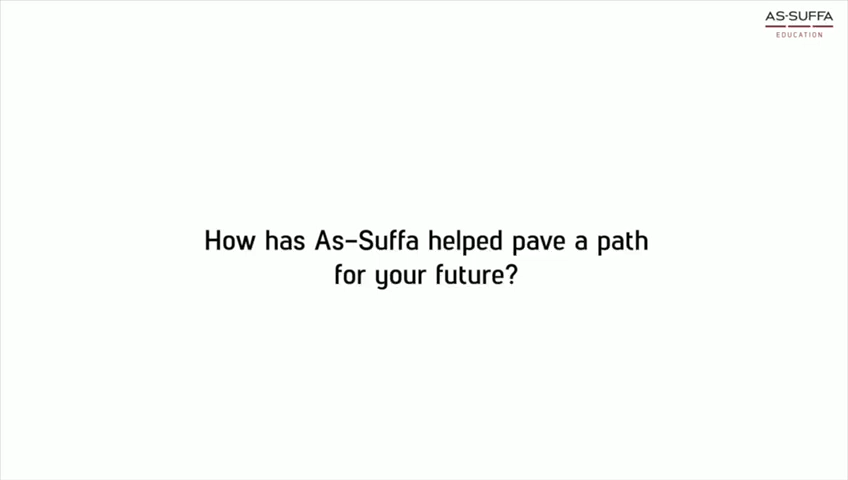 AS-SUFFA
EDUCATION
How has As-Suffa helped pave a path
for your future?